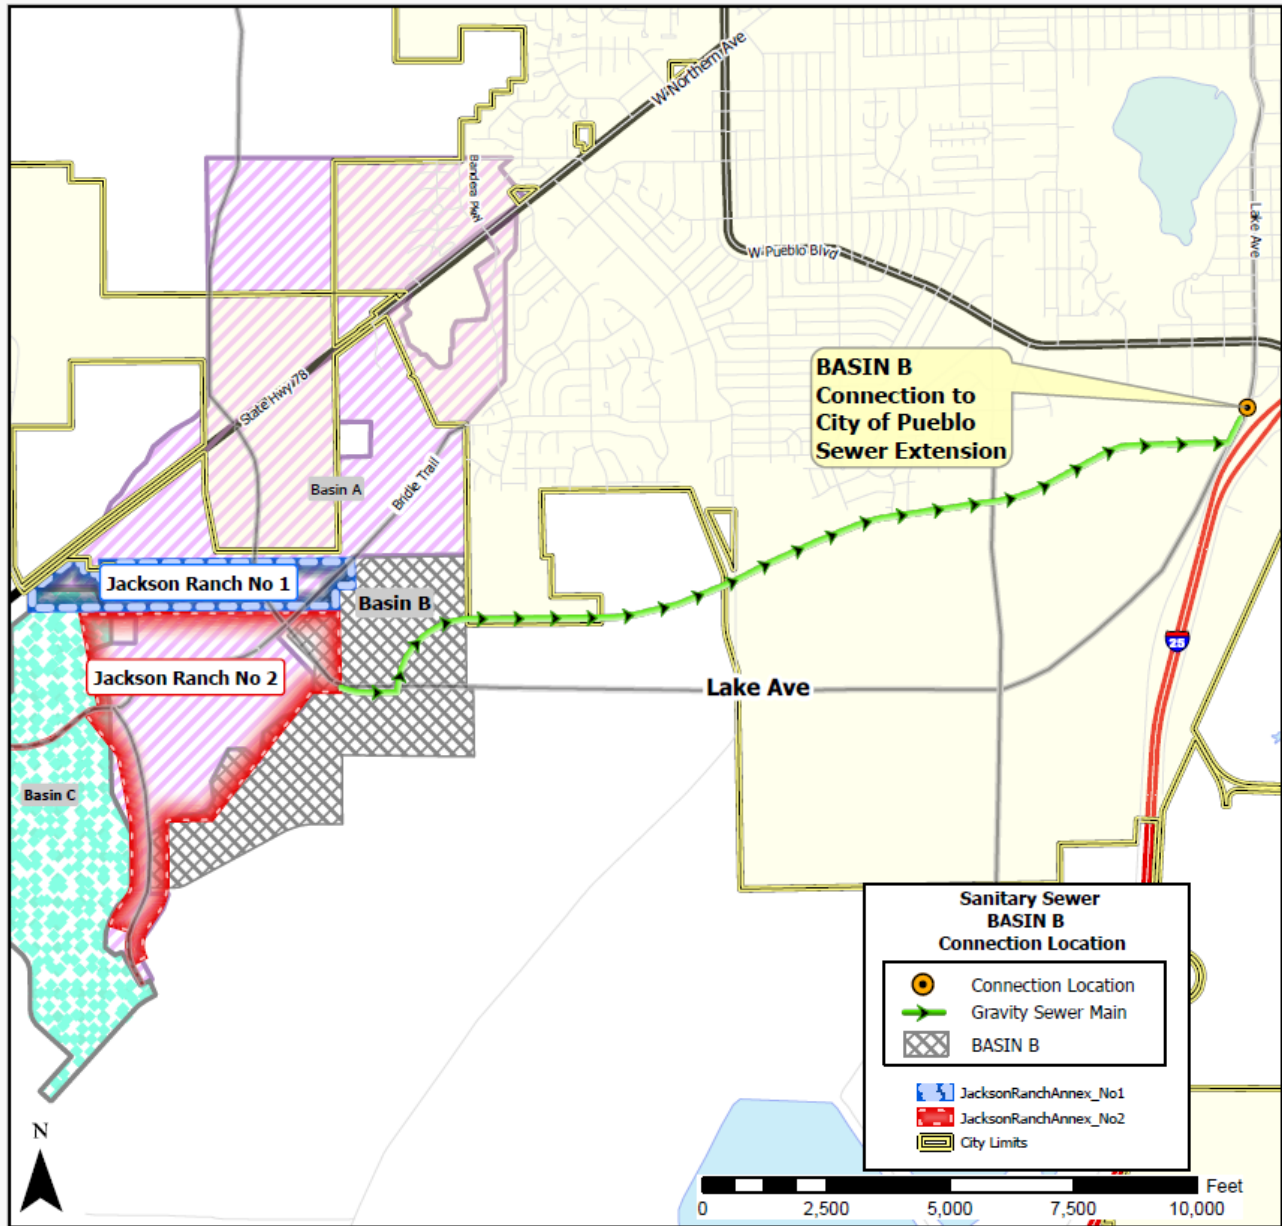 W Northern Ave
Bandera Pkwy
Lake Ave
W Pueblo Blvd
BASIN B
Connection to
City of Pueblo
Sewer Extension
State Hwy 78
Basin A
Bridle Trail
Jackson Ranch No 1
Basin B
25
Jackson Ranch No 2
Lake Ave
Basin C
Sanitary Sewer
BASIN B
Connection Location
Connection Location
Gravity Sewer Main
BASIN B
JacksonRanchAnnex_No1
JacksonRanchAnnex_No2
City Limits
N
Feet
0 2,500 5,000 7,500 10,000